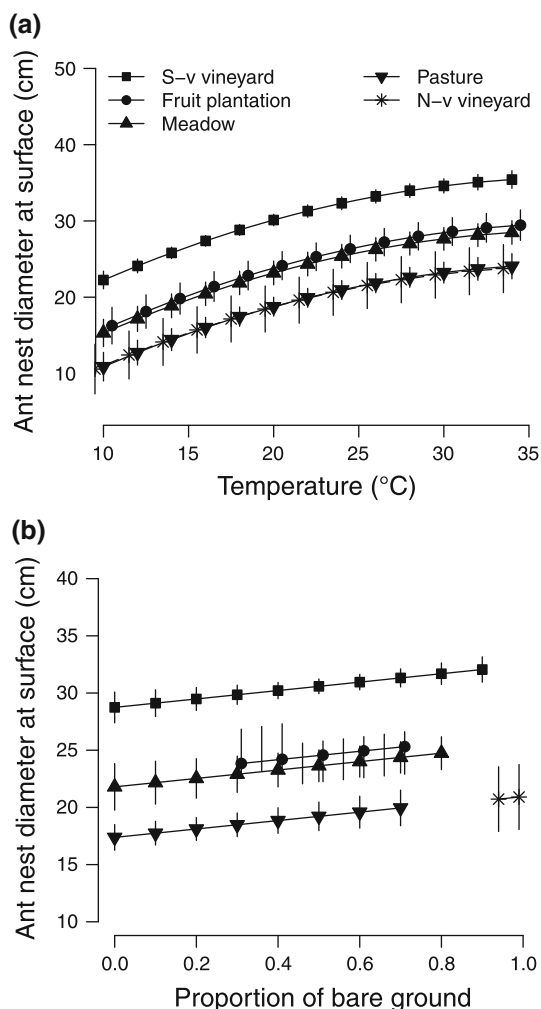 (a)
Ant nest diameter at surface (cm)
50
40
30
20
10
S–v vineyard
Fruit plantation
Meadow
Pasture
N–v vineyard
10 15 20 25 30 35
Temperature (°C)
(b)
Ant nest diameter at surface (cm)
40
35
30
25
20
15
10
0.0 0.2 0.4 0.6 0.8 1.0
Proportion of bare ground